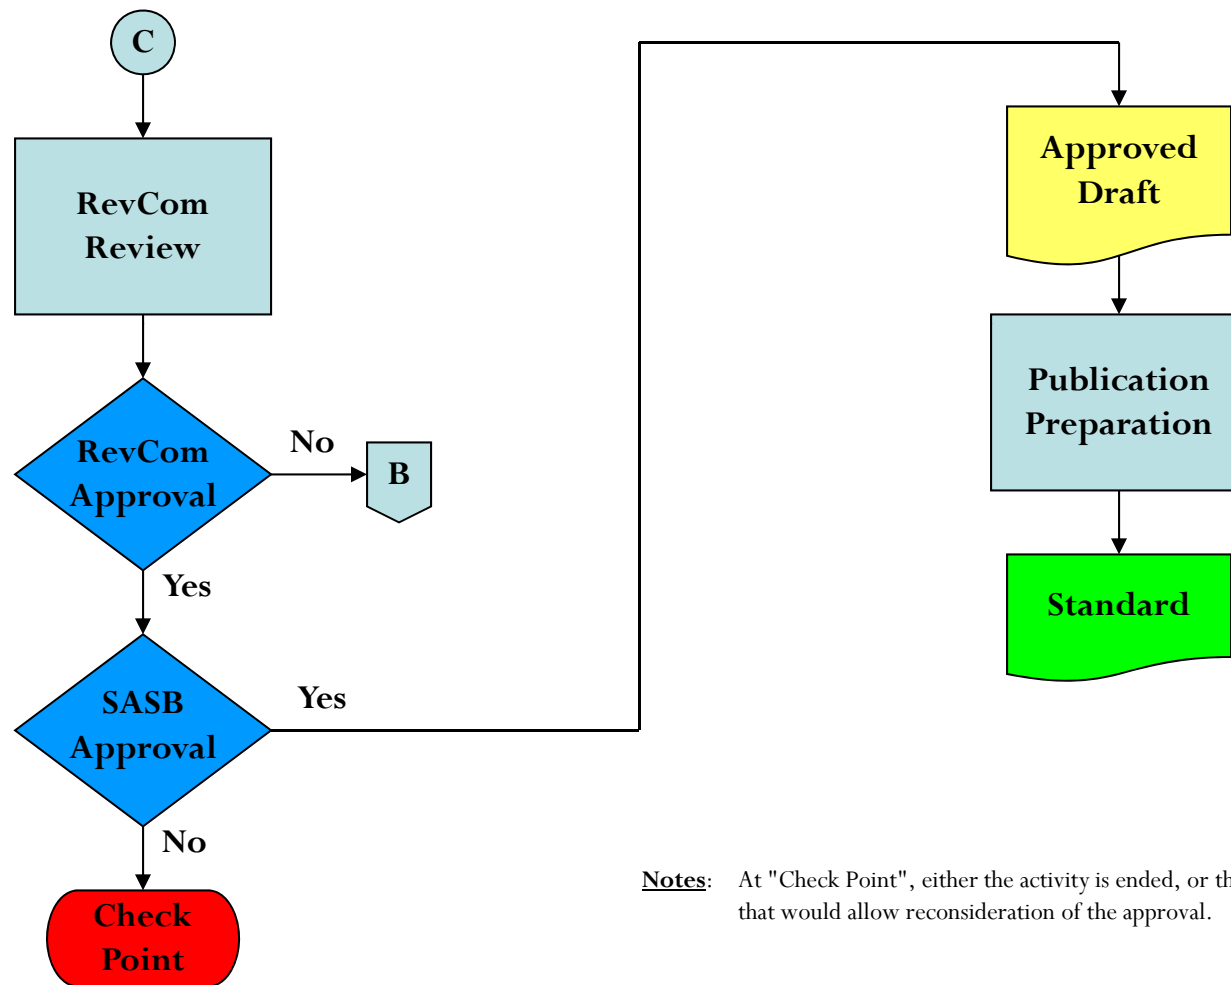 C
RevCom
Review
RevCom
Approval
No
B
Yes
SASB
Approval
Yes
No
Check
Point
Approved
Draft
Publication
Preparation
Standard
Notes: At "Check Point", either the activity is ended, or
that would allow reconsideration of the approval.